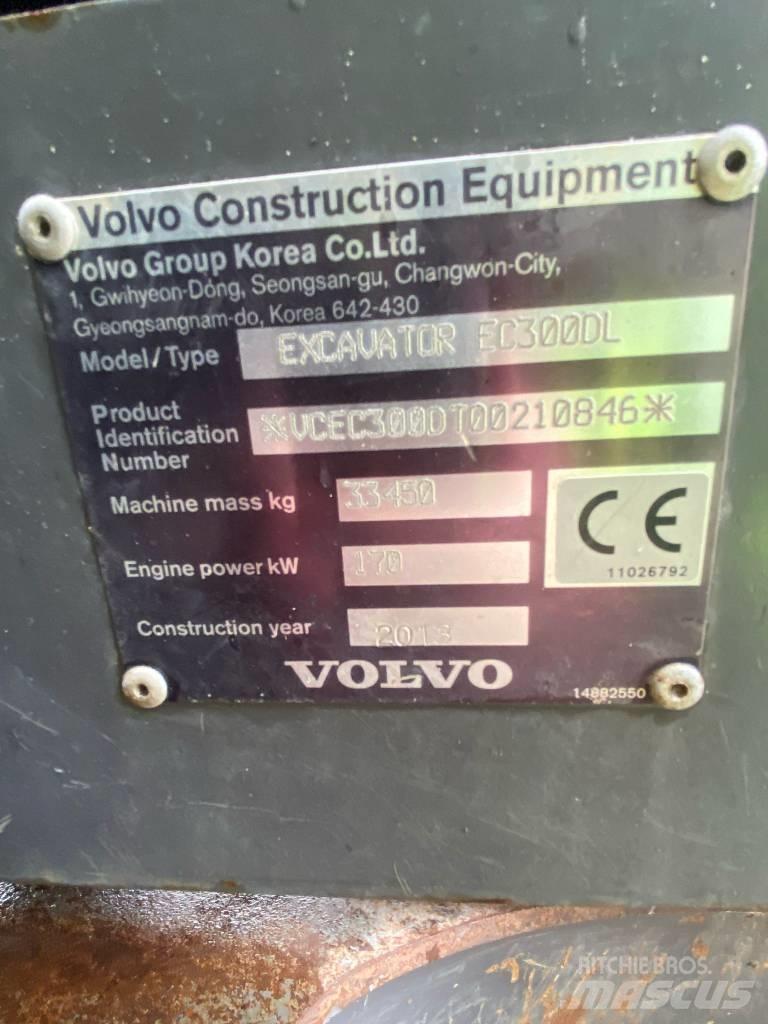 Volvo Construction Equipment
Volvo Group Korea Co.Ltd.
1, Gwihyeon-Dong, Seongsan-gu, Changwon-City,
Gyeongsangnam-do, Korea 642-430
Model/Type EXCAVATOR EC300DL
Product
Identification
Number
*VCEC300DT00210846*
Machine mass kg 33450
Engine power kW 170
Construction year 2013
CE
11026792
VOLVO
14882550
RITCHIE BROS.
MASCUS